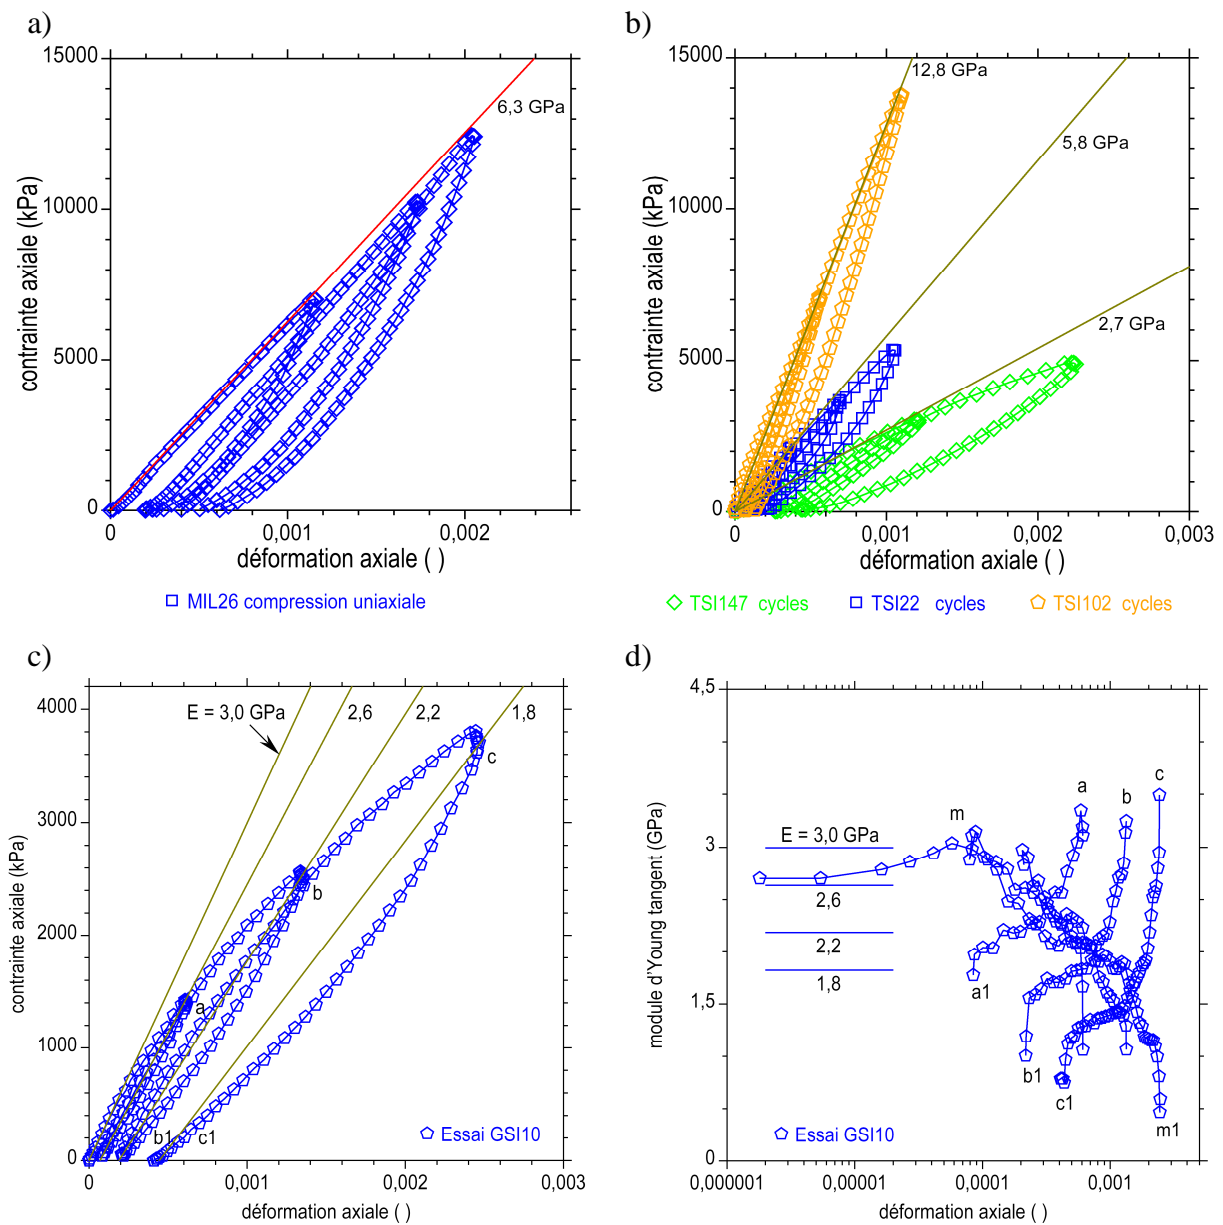 a)
15000
10000
5000
0
contrainte axiale (kPa)
6,3 GPa
0
0,001
0,002
déformation axiale ( )
MIL26 compression uniaxiale
b)
15000
10000
5000
0
contrainte axiale (kPa)
12,8 GPa
5,8 GPa
2,7 GPa
0
0,001
0,002
0,003
déformation axiale ( )
TSI147 cycles
TSI22 cycles
TSI102 cycles
c)
4000
3000
2000
1000
0
contrainte axiale (kPa)
E = 3,0 GPa
2,6
2,2
1,8
c
b
a
b1
c1
Essai GSI10
0
0,001
0,002
0,003
déformation axiale ( )
d)
4,5
3
1,5
0
module d'Young tangent (GPa)
m
a
b
c
E = 3,0 GPa
2,6
2,2
1,8
a1
b1
c1
m1
Essai GSI10
0,000001
0,00001
0,0001
0,001
déformation axiale ( )